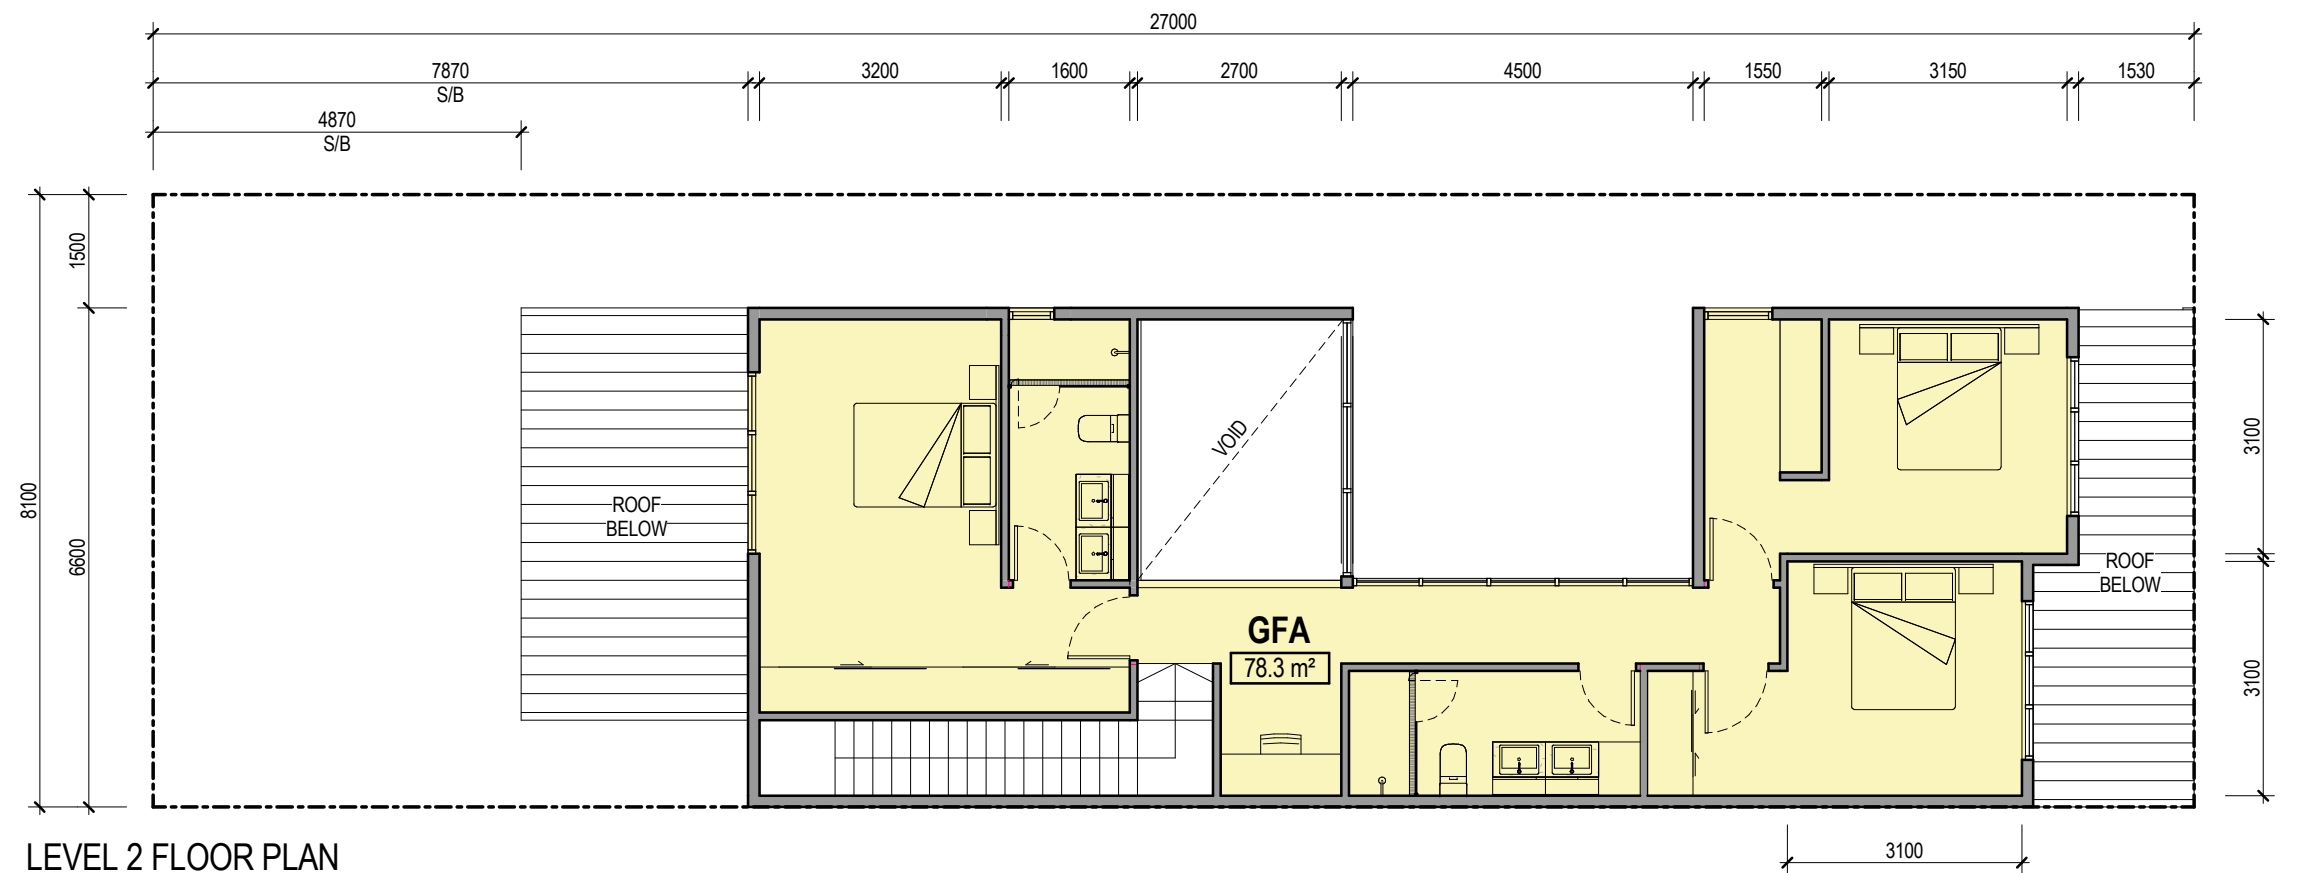 27000
7870
S/B
3200
1600
2700
4500
1550
3150
1530
4870
S/B
1500
8100
6600
VOID
ROOF
BELOW
3100
ROOF
BELOW
GFA
78.3 m²
3100
3100
LEVEL 2 FLOOR PLAN